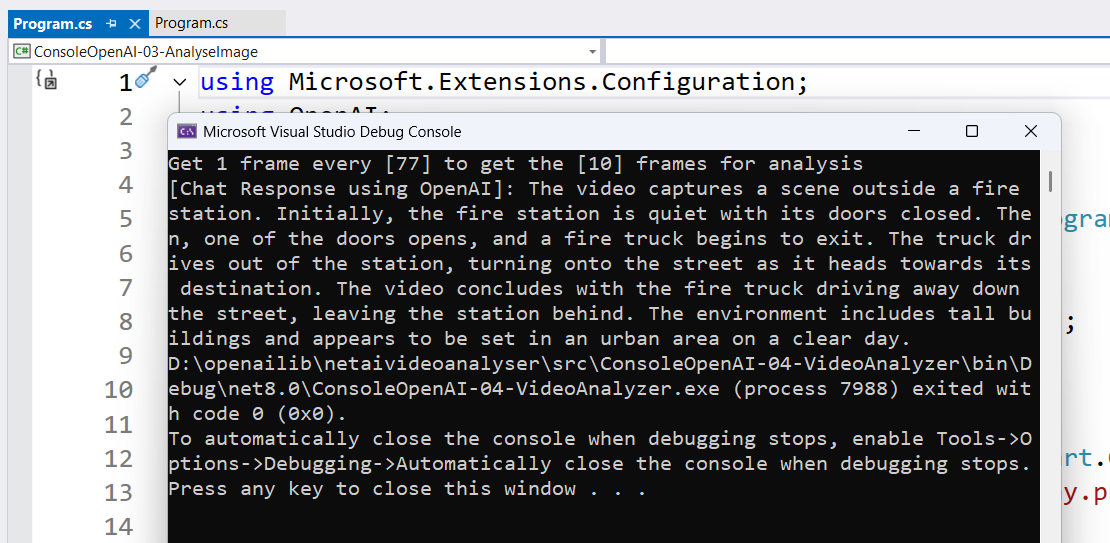 Program.cs
Program.cs
C# ConsoleOpenAI-03-AnalyseImage
1 using Microsoft.Extensions.Configuration;
2 using OpenAI;
Microsoft Visual Studio Debug Console
3
Get 1 frame every [77] to get the [10] frames for analysis
[Chat Response using OpenAI]: The video captures a scene outside a fire
4
station. Initially, the fire station is quiet with its doors closed. The
5
n, one of the doors opens, and a fire truck begins to exit. The truck dr
6
ives out of the station, turning onto the street as it heads towards its
7
 destination. The video concludes with the fire truck driving away down
8 ;
the street, leaving the station behind. The environment includes tall bu
ildings and appears to be set in an urban area on a clear day.
9
D:\openailib\netaivideoanalyser\src\ConsoleOpenAI-04-VideoAnalyzer\bin\D
10
ebug\net8.0\ConsoleOpenAI-04-VideoAnalyzer.exe (process 7988) exited wit
11
h code 0 (0x0).
To automatically close the console when debugging stops, enable Tools->O
12
ptions->Debugging->Automatically close the console when debugging stops.
13
Press any key to close this window . . .
14